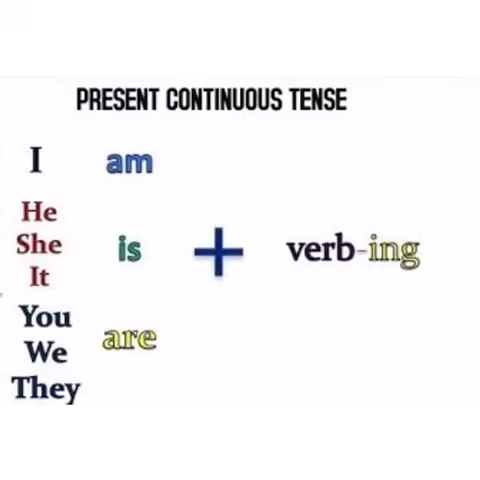 PRESENT CONTINUOUS TENSE
I am
He
She is + verb-ing
It
You
We are
They